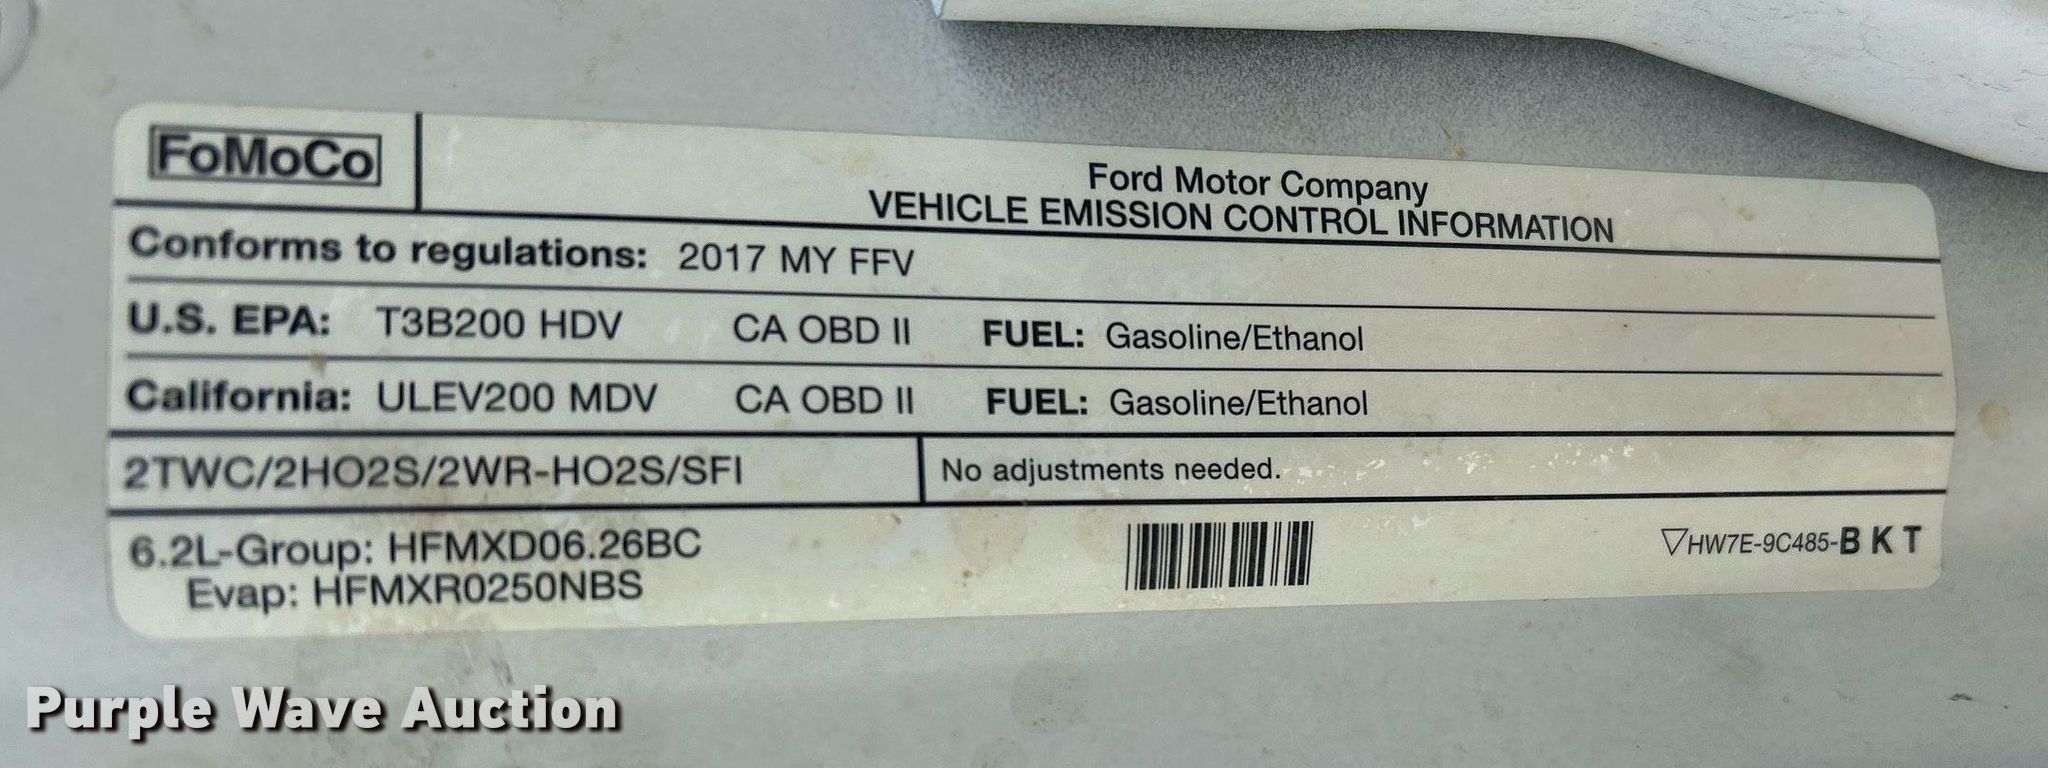 FoMoCo
Ford Motor Company
VEHICLE EMISSION CONTROL INFORMATION
Conforms to regulations: 2017 MY FFV
U.S. EPA: T3B200 HDV CA OBD II FUEL: Gasoline/Ethanol
California: ULEV200 MDV CA OBD II FUEL: Gasoline/Ethanol
2TWC/2HO2S/2WR-HO2S/SFI No adjustments needed.
6.2L-Group: HFMXD06.26BC
Evap: HFMXR0250NBS
▽HW7E-9C485-B K T
Purple Wave Auction